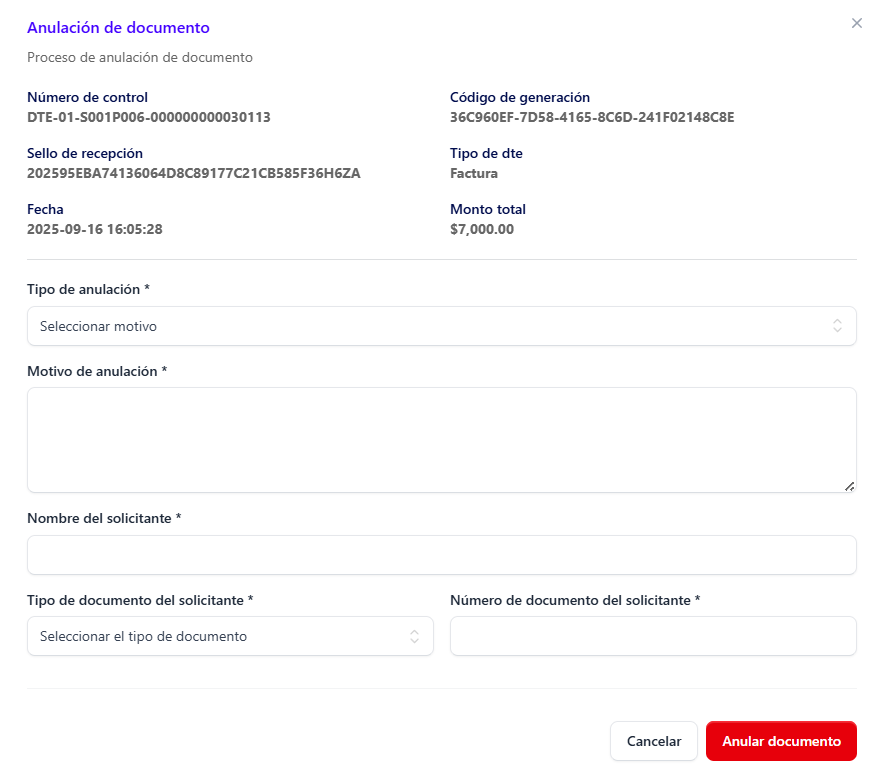 Anulación de documento
Proceso de anulación de documento
Número de control
DTE-01-S001P006-000000000030113
Código de generación
36C960EF-7D58-4165-8C6D-241F02148C8E
Sello de recepción
202595EBA74136064D8C89177C21CB585F36H6ZA
Tipo de dte
Factura
Fecha
2025-09-16 16:05:28
Monto total
$7,000.00
Tipo de anulación *
Seleccionar motivo
Motivo de anulación *
Nombre del solicitante *
Tipo de documento del solicitante *
Seleccionar el tipo de documento
Número de documento del solicitante *
Cancelar
Anular documento